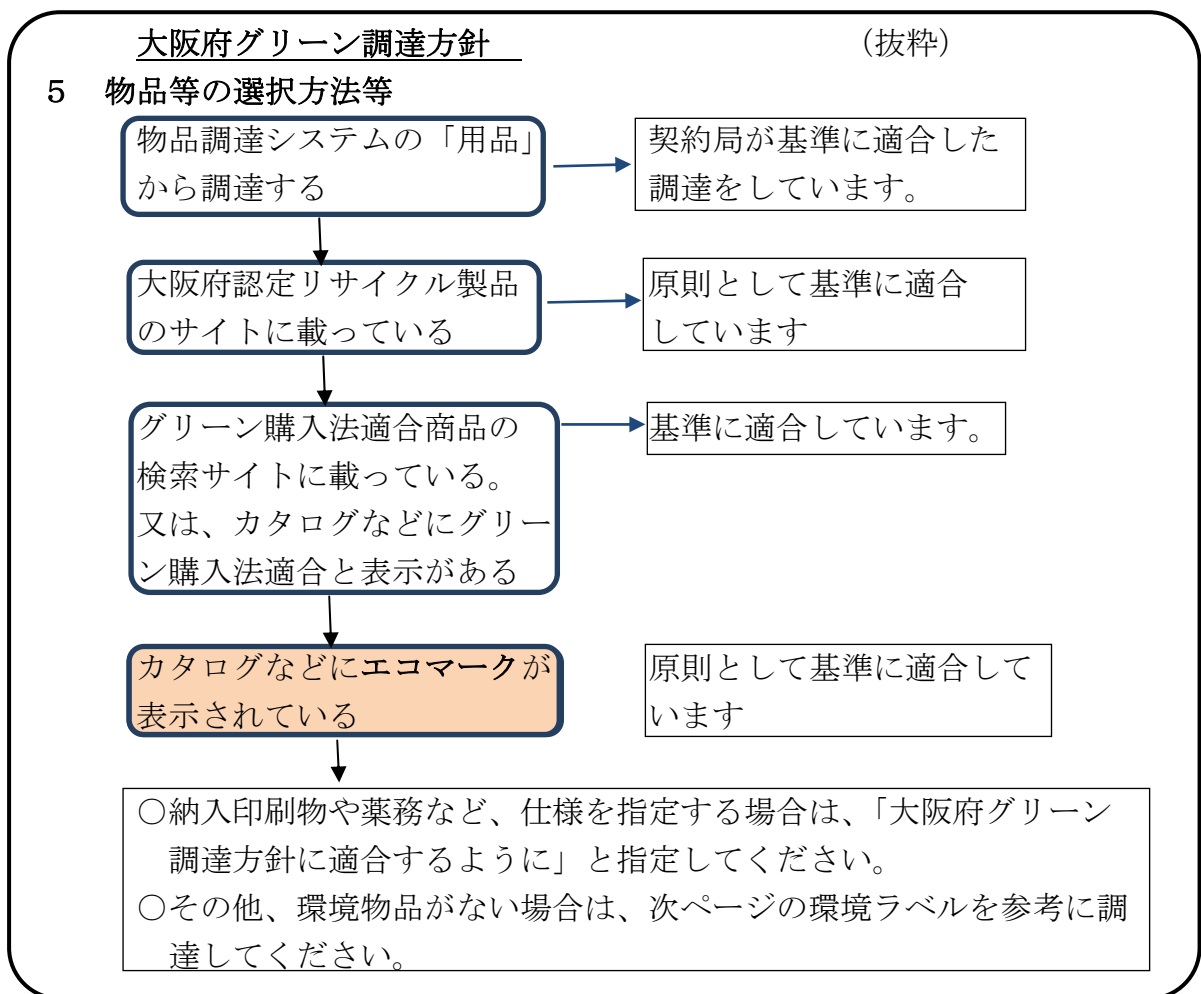 大阪府グリーン調達方針 (抜粋)
5 物品等の選択方法等
物品調達システムの「用品」
から調達する
契約局が基準に適合した
調達をしています。
大阪府認定リサイクル製品
のサイトに載っている
原則として基準に適合
しています
グリーン購入法適合商品の
検索サイトに載っている。
又は、カタログなどにグリー
ン購入法適合と表示がある
基準に適合しています。
カタログなどにエコマークが
表示されている
原則として基準に適合して
います
○納入印刷物や薬務など、仕様を指定する場合は、「大阪府グリーン
調達方針に適合するように」と指定してください。
○その他、環境物品がない場合は、次ページの環境ラベルを参考に調
達してください。